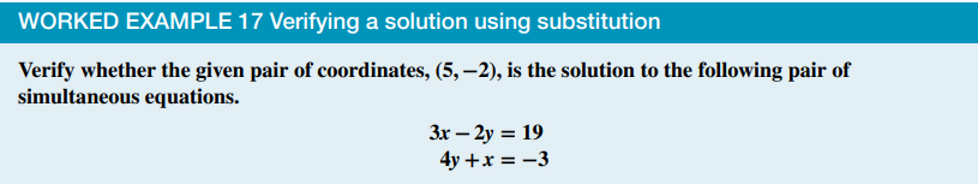 WORKED EXAMPLE 17 Verifying a solution using substitution
Verify whether the given pair of coordinates, (5, −2), is the solution to the following pair of
simultaneous equations.
3x − 2y = 19
4y + x = −3